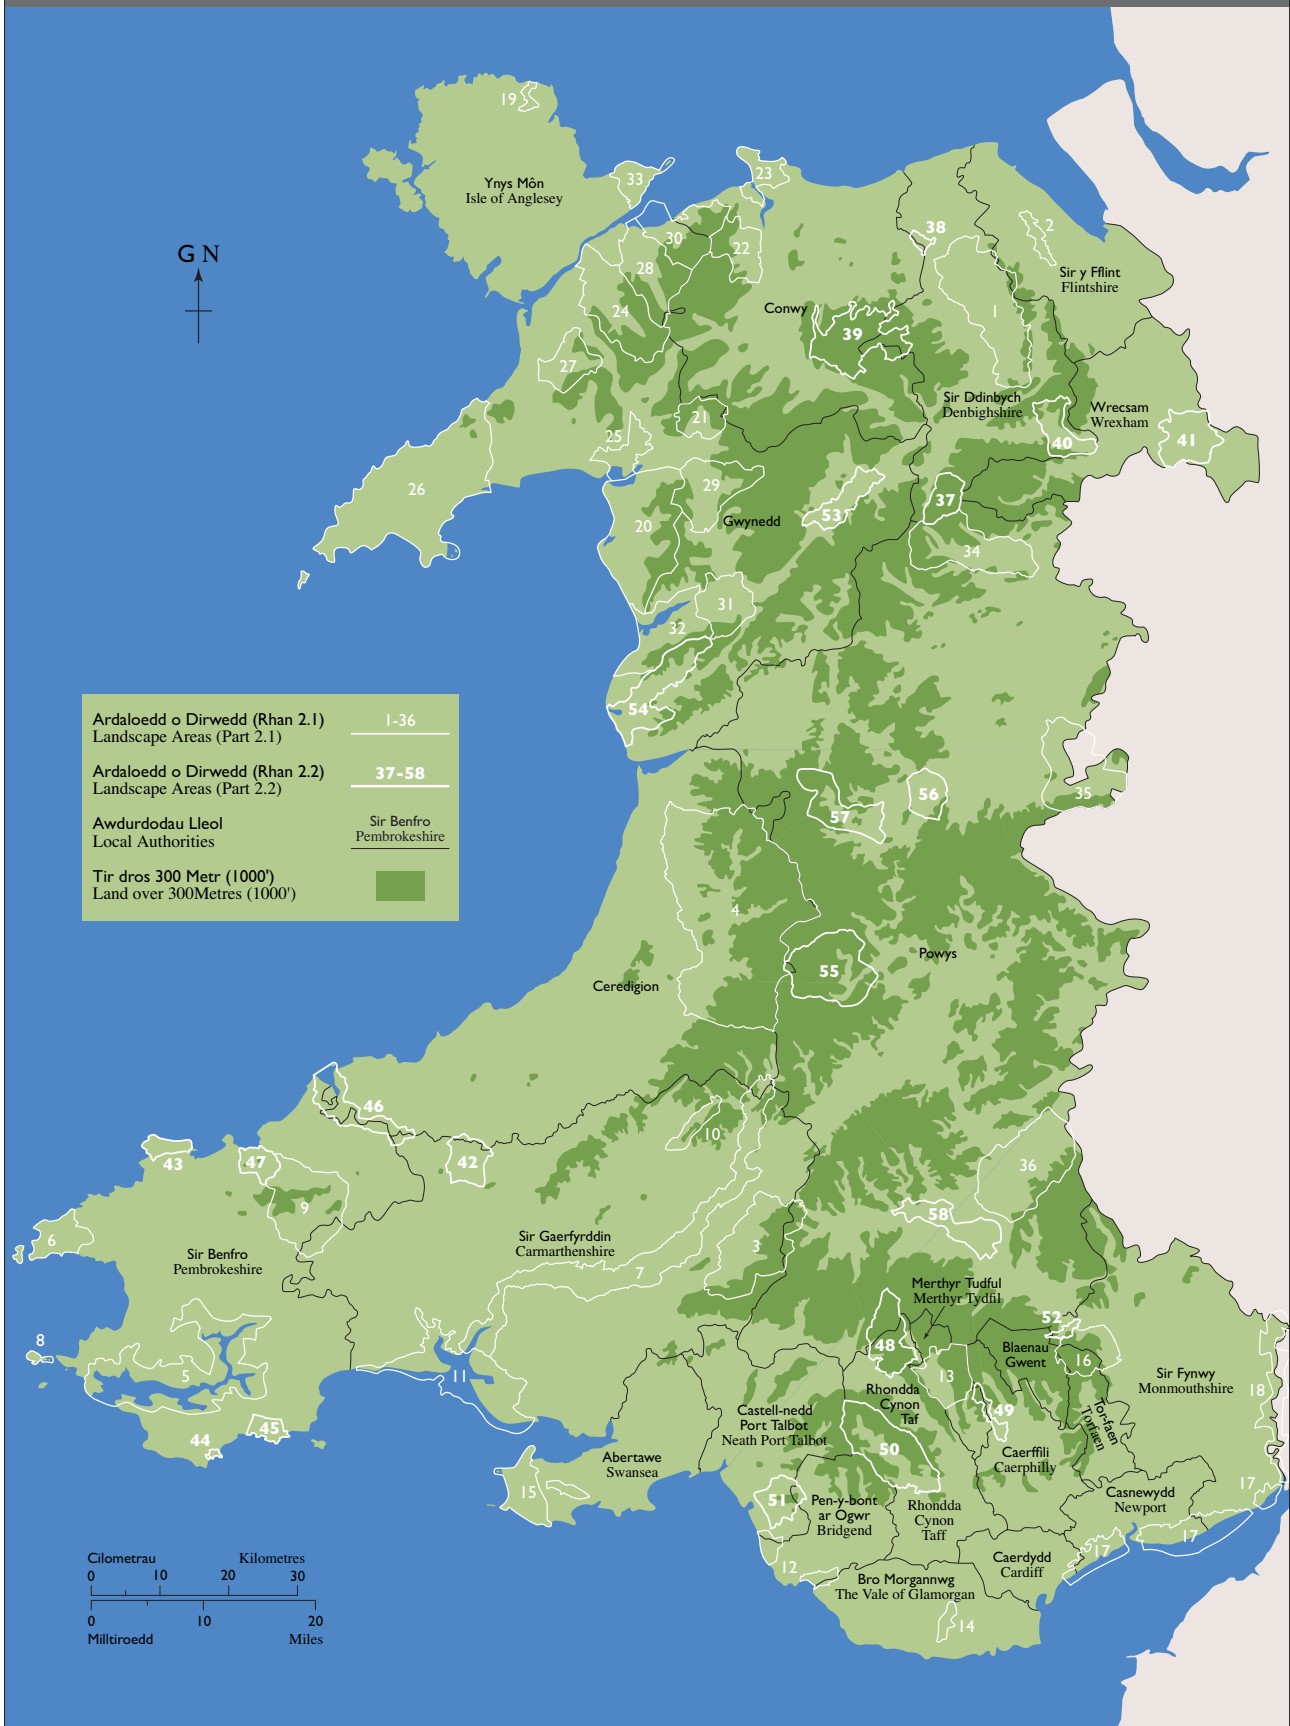 19
Ynys Môn
Isle of Anglesey
33
23
G N
38
2
30
22
28
Sir y Fflint
Flintshire
Conwy
24
1
39
27
Sir Ddinbych
Denbighshire
Wrecsam
Wrexham
21
25
40
41
26
29
37
20
53
Gwynedd
34
31
32
54
Ardaloedd o Dirwedd (Rhan 2.1)
Landscape Areas (Part 2.1)
1-36
Ardaloedd o Dirwedd (Rhan 2.2)
Landscape Areas (Part 2.2)
37-58
Awdurdodau Lleol
Local Authorities
Sir Benfro
Pembrokeshire
Tir dros 300 Metr (1000')
Land over 300Metres (1000')
35
56
57
4
Powys
55
Ceredigion
46
10
43
47
42
36
9
58
6
Sir Benfro
Pembrokeshire
Sir Gaerfyrddin
Carmarthenshire
3
7
Merthyr Tudful
Merthyr Tydfil
8
52
48
Blaenau
Gwent
16
5
11
13
Sir Fynwy
Monmouthshire
18
Rhondda
Cynon
Taf
49
Tor-faen
Torfaen
Castell-nedd
Port Talbot
Neath Port Talbot
45
44
50
Caerffili
Caerphilly
Abertawe
Swansea
15
17
51
Pen-y-bont
ar Ogwr
Bridgend
Rhondda
Cynon
Taff
Casnewydd
Newport
17
17
12
Caerdydd
Cardiff
Bro Morgannwg
The Vale of Glamorgan
14
Cilometrau
Kilometres
0 10 20 30
0 10 20
Milltiroedd
Miles